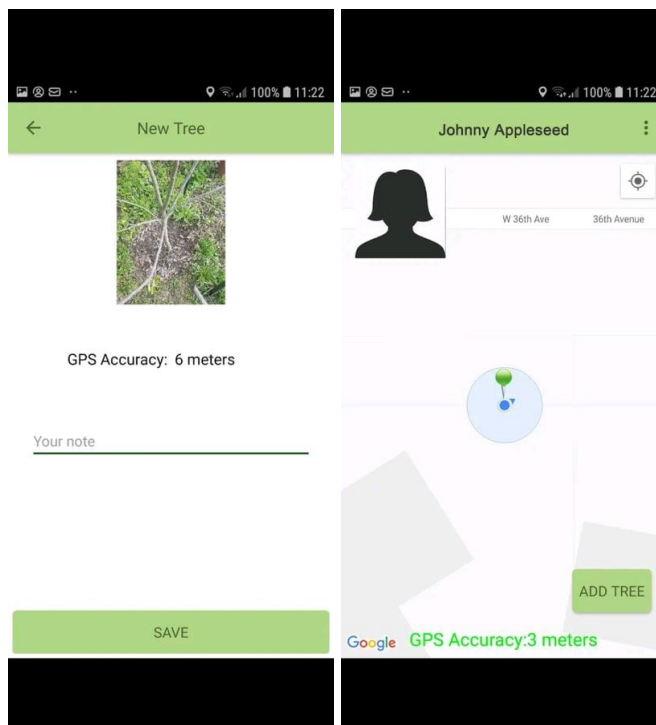 100% 11:22
New Tree
GPS Accuracy: 6 meters
Your note
SAVE
100% 11:22
Johnny Appleseed
W 36th Ave
36th Avenue
ADD TREE
Google
GPS Accuracy:3 meters